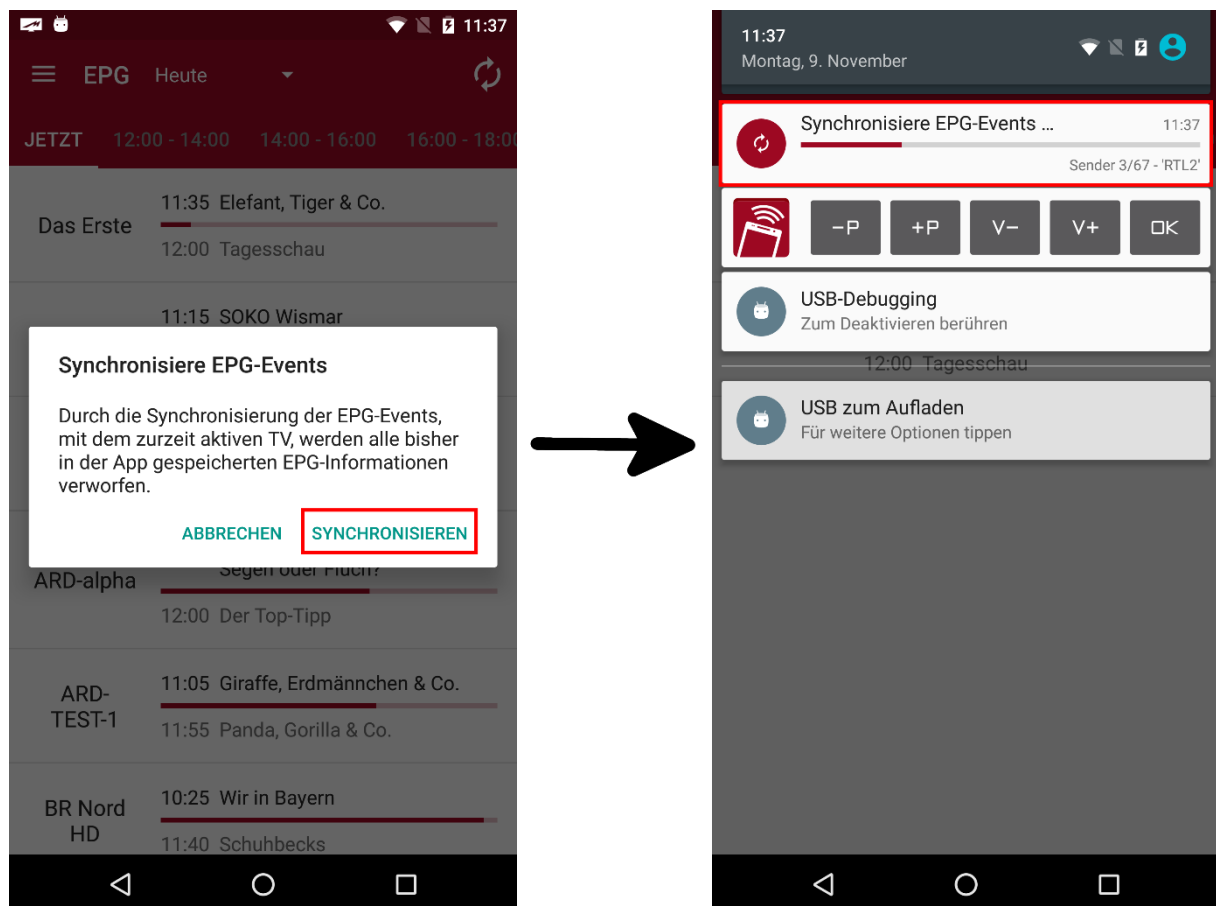 11:37
EPG Heute
JETZT 12:00 - 14:00 14:00 - 16:00 16:00 - 18:00
Das Erste
11:35 Elefant, Tiger & Co.
12:00 Tagesschau
11:15 SOKO Wismar
Synchronisiere EPG-Events
Durch die Synchronisierung der EPG-Events,
mit dem zurzeit aktiven TV, werden alle bisher
in der App gespeicherten EPG-Informationen
verworfen.
ABBRECHEN SYNCHRONISIEREN
ARD-alpha
Segen oder Fluch?
12:00 Der Top-Tipp
ARD-
TEST-1
11:05 Giraffe, Erdmännchen & Co.
11:55 Panda, Gorilla & Co.
BR Nord
HD
10:25 Wir in Bayern
11:40 Schuhbecks
11:37
Montag, 9. November
Synchronisiere EPG-Events ... 11:37
Sender 3/67 - 'RTL2'
-P +P V- V+ OK
USB-Debugging
Zum Deaktivieren berühren
12:00 Tagesschau
USB zum Aufladen
Für weitere Optionen tippen